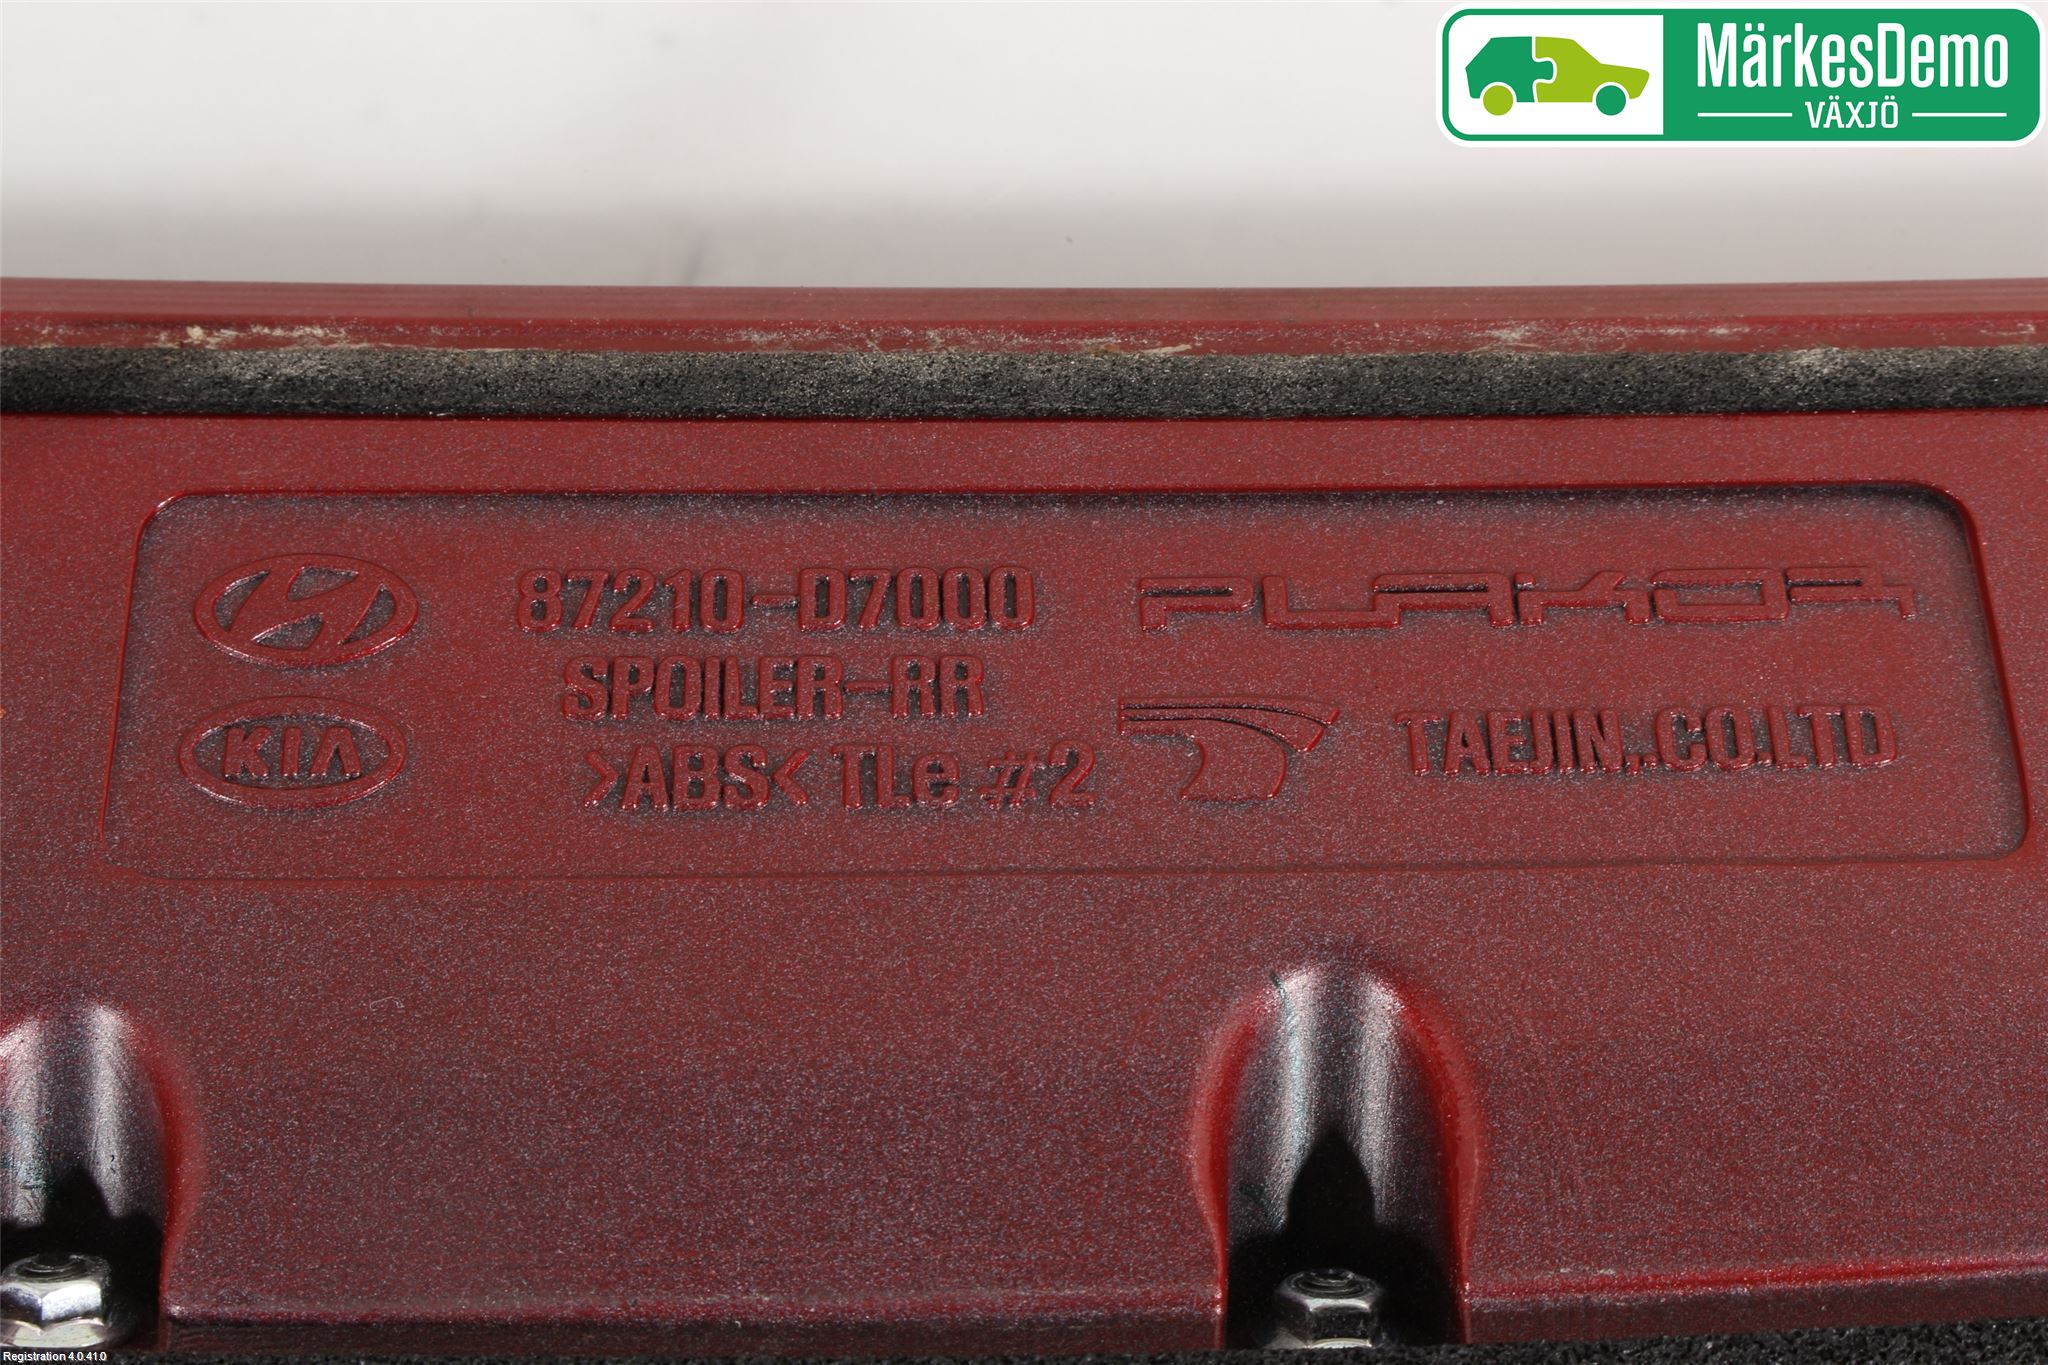 MärkesDemo
VÄXJÖ
87210-D7000
SPOILER-RR
>ABS< TLe #2
KIA
PLAKOR
TAEJIN,.CO.LTD
Registration 4.0.41.0